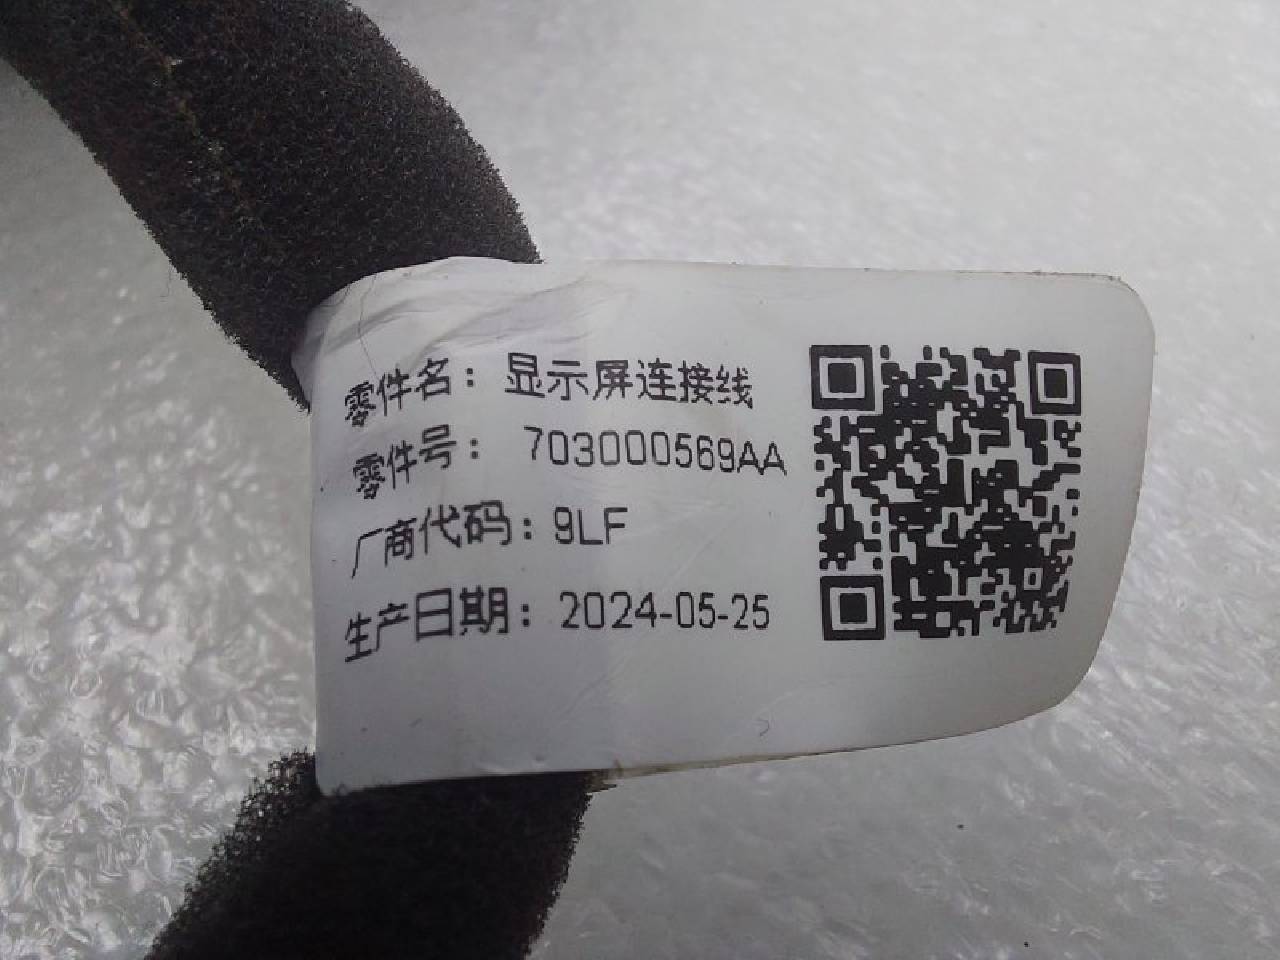 零件名：显示屏连接线
零件号：703000569AA
厂商代码：9LF
生产日期：2024-05-25